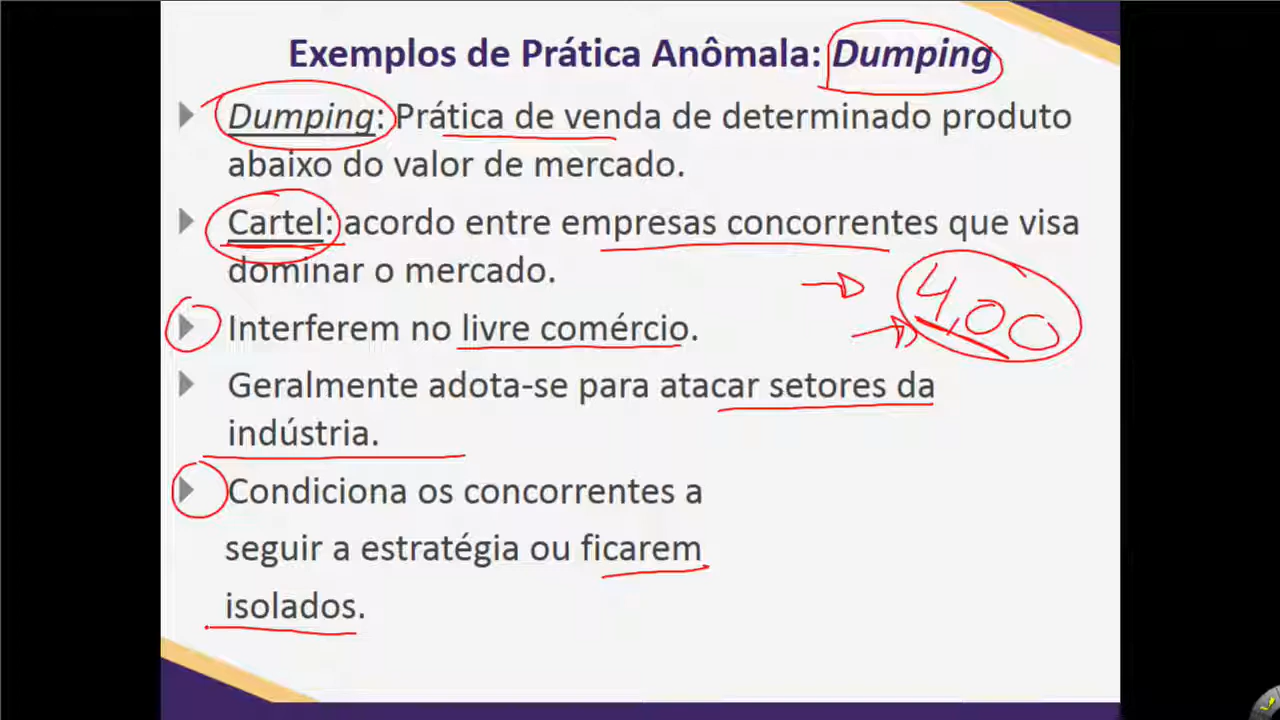 Exemplos de Prática Anômala: Dumping
Dumping: Prática de venda de determinado produto
abaixo do valor de mercado.
Cartel: acordo entre empresas concorrentes que visa
dominar o mercado.
4,00
Interferem no livre comércio.
Geralmente adota-se para atacar setores da
indústria.
Condiciona os concorrentes a
seguir a estratégia ou ficarem
isolados.